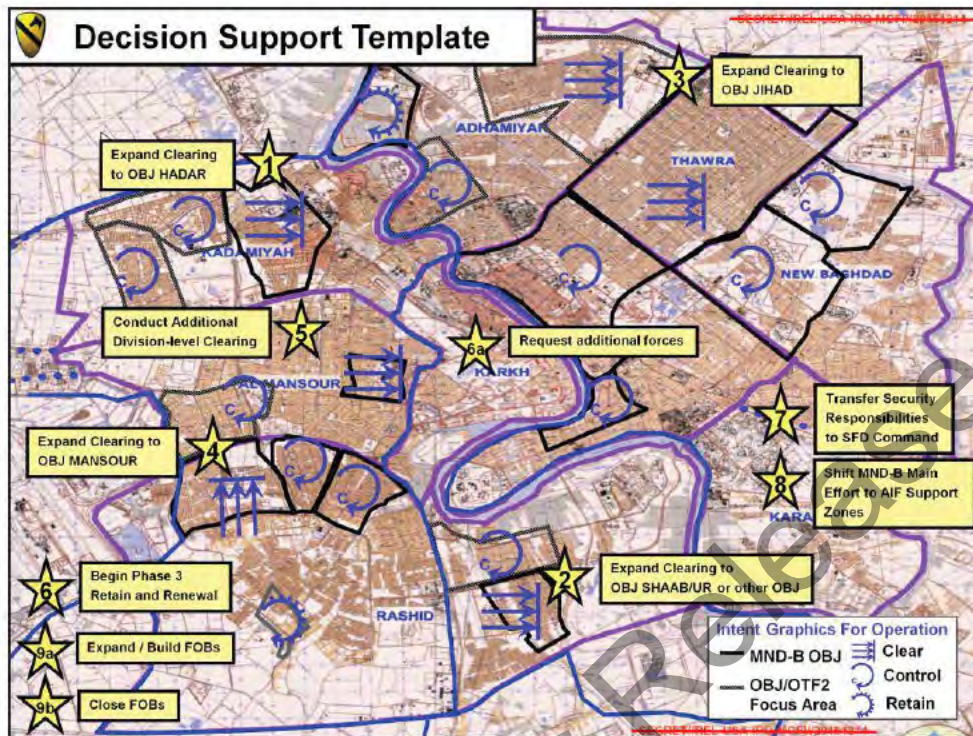 Decision Support Template
3
Expand Clearing to
OBJ JIHAD
ADHAMIYAH
THAWRA
Expand Clearing
to OBJ HADAR
1
C
C
C
C
C
C
KADAMIYAH
NEW BAGHDAD
Conduct Additional
Division-level Clearing
5
6a
Request additional forces
KARKH
AL MANSOUR
C
C
Expand Clearing to
OBJ MANSOUR
4
C
C
7
Transfer Security
Responsibilities
to SFD Command
8
Shift MND-B Main
Effort to AIF Support
Zones
KARA
6
Begin Phase 3
Retain and Renewal
C
2
Expand Clearing to
OBJ SHAAB/UR or other OBJ
RASHID
9a
Expand / Build FOBs
9b
Close FOBs
Intent Graphics For Operation
MND-B OBJ
Clear
OBJ/OTF2
Focus Area
C
Control
Retain
Release